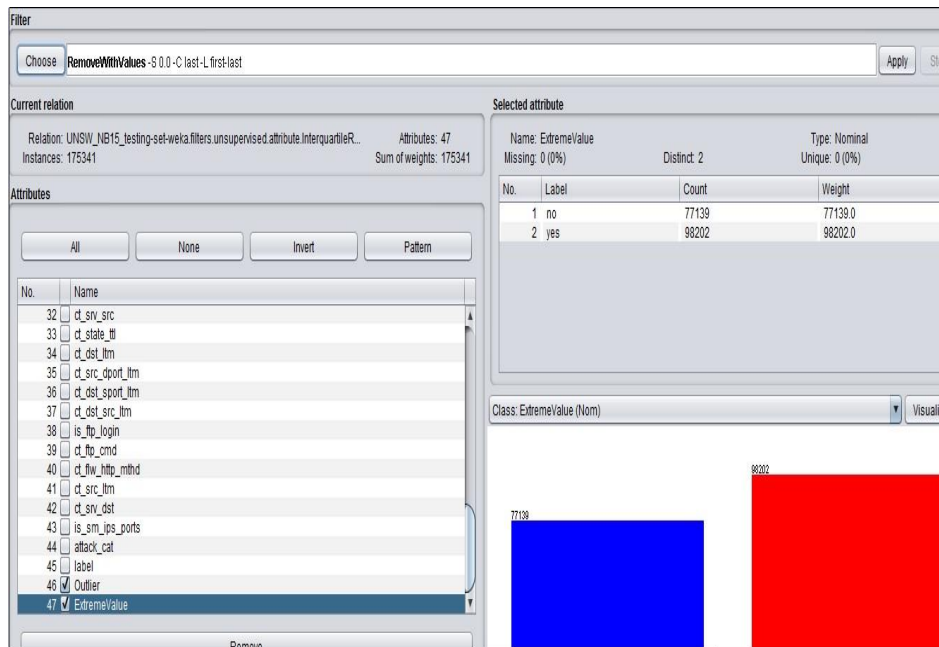 Filter
Choose RemoveWithValues -S 0.0 -C last -L first-last Apply
Current relation
Relation: UNSW_NB15_testing-set-weka.filters.unsupervised.attribute.InterquartileR... Attributes: 47
Instances: 175341 Sum of weights: 175341
Attributes
All None Invert Pattern
No. Name
32 ct_srv_src
33 ct_state_ttl
34 ct_dst_ltm
35 ct_src_dport_ltm
36 ct_dst_sport_ltm
37 ct_dst_src_ltm
38 is_ftp_login
39 ct_ftp_cmd
40 ct_flw_http_mthd
41 ct_src_ltm
42 ct_srv_dst
43 is_sm_ips_ports
44 attack_cat
45 label
46 Outlier
47 ExtremeValue
Remove
Selected attribute
Name: ExtremeValue Type: Nominal
Missing: 0 (0%) Distinct: 2 Unique: 0 (0%)
No. Label Count Weight
1 no 77139 77139.0
2 yes 98202 98202.0
Class: ExtremeValue (Nom) Visuali
98202
77139